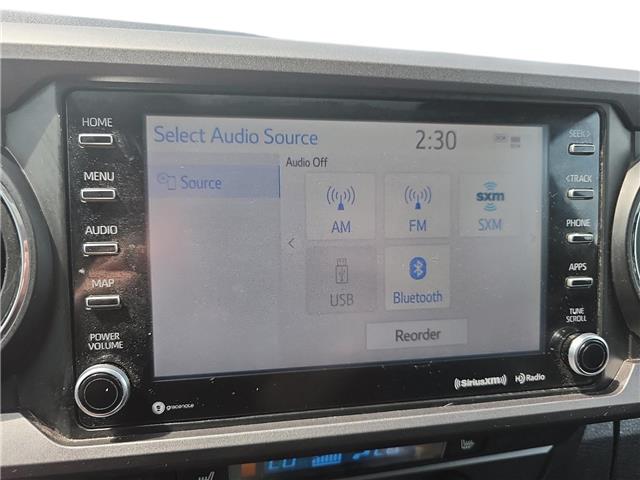 HOME
MENU
AUDIO
MAP
POWER
VOLUME
Select Audio Source
2:30
Source
Audio Off
AM
FM
sxm
SXM
USB
Bluetooth
Reorder
SEEK>
<TRACK
PHONE
APPS
TUNE
SCROLL
gracenote
(((SiriusXM)))
HD Radio